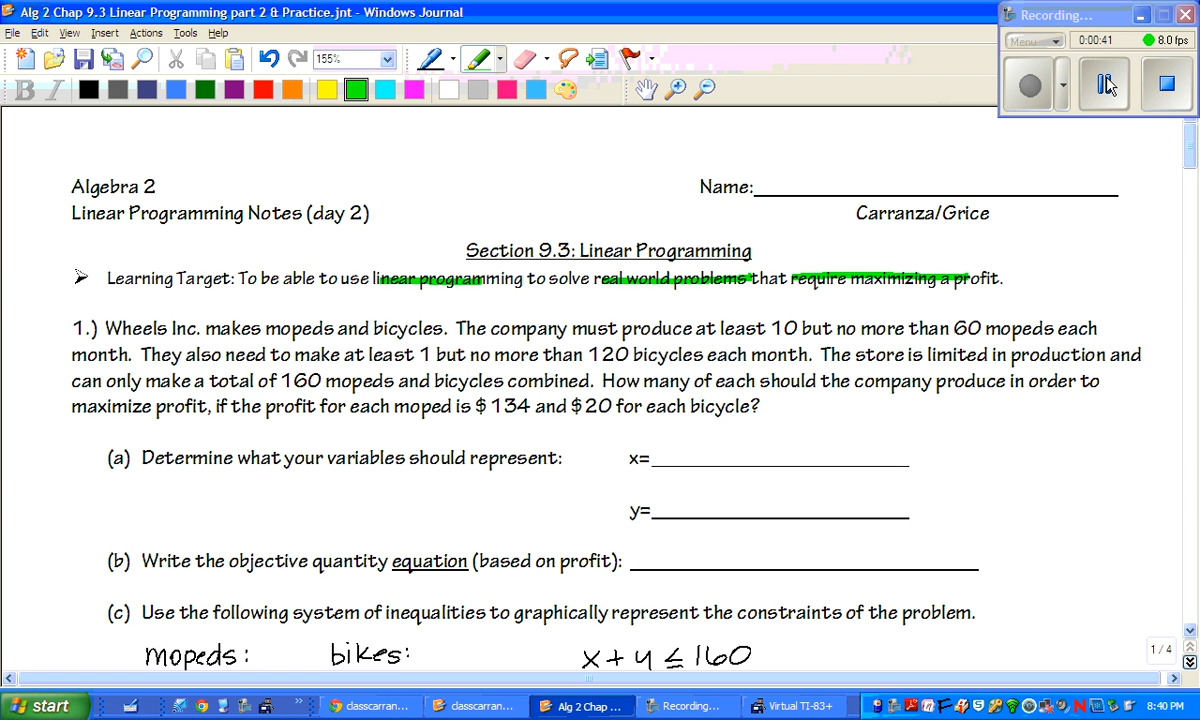 Alg 2 Chap 9.3 Linear Programming part 2 & Practice.jnt - Windows Journal
Recording...
File Edit View Insert Actions Tools Help
Menu 0:00:41 8.0 fps
155%
B I
Algebra 2 Name:
Linear Programming Notes (day 2) Carranza/Grice
Section 9.3: Linear Programming
Learning Target: To be able to use linear programming to solve real world problems that require maximizing a profit.
1.) Wheels Inc. makes mopeds and bicycles. The company must produce at least 10 but no more than 60 mopeds each
month. They also need to make at least 1 but no more than 120 bicycles each month. The store is limited in production and
can only make a total of 160 mopeds and bicycles combined. How many of each should the company produce in order to
maximize profit, if the profit for each moped is $134 and $20 for each bicycle?
(a) Determine what your variables should represent: x=
y=
(b) Write the objective quantity equation (based on profit):
(c) Use the following system of inequalities to graphically represent the constraints of the problem.
mopeds: bikes: x + y ≤ 160
1 / 4
start classcarran... classcarran... Alg 2 Chap ... Recording... Virtual TI-83+ 8:40 PM